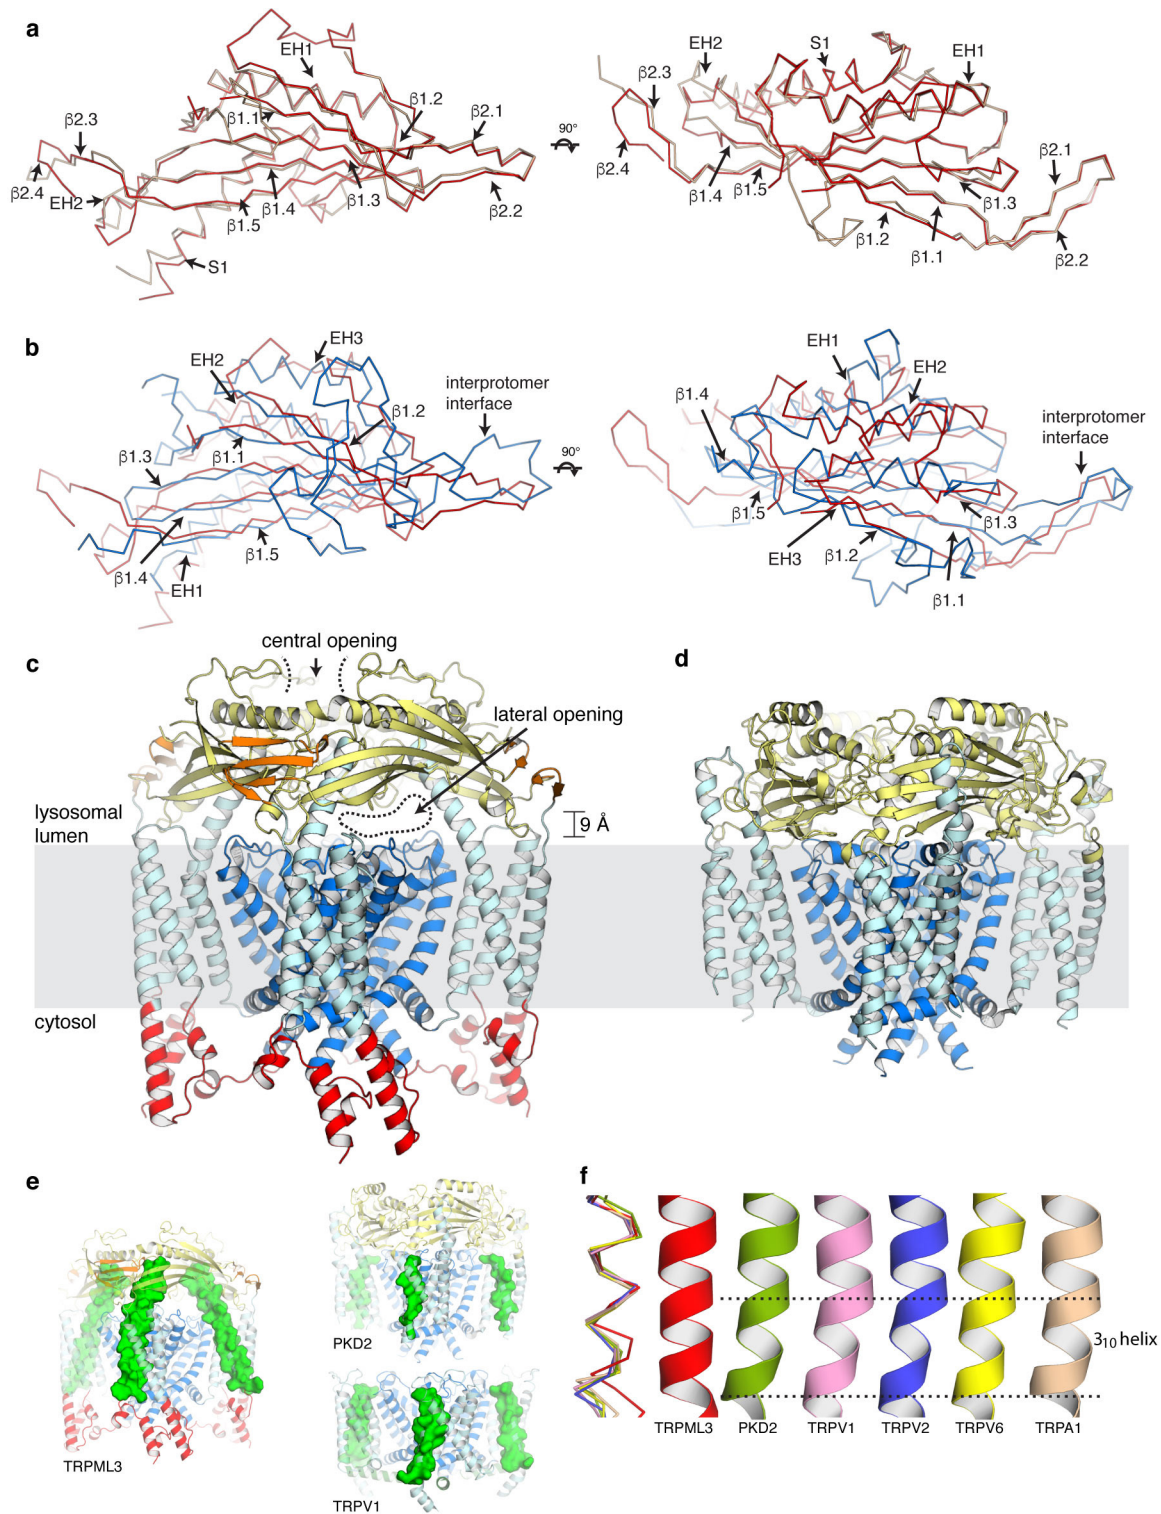 a
EH1
β1.2
β2.1
β2.3
β1.1
β2.4
EH2
β1.5
β1.4
β1.3
β2.2
S1
90°
EH2
S1
EH1
β2.3
β2.1
β2.4
β1.4
β1.5
β1.3
β1.2
β1.1
β2.2
b
EH3
EH2
interprotomer
interface
β1.2
β1.3
β1.1
β1.5
β1.4
EH1
90°
EH1
EH2
β1.4
interprotomer
interface
β1.5
β1.3
EH3
β1.2
β1.1
c
central opening
lateral opening
lysosomal
lumen
9 Å
cytosol
d
e
TRPML3
PKD2
TRPV1
f
3₁₀ helix
TRPML3
PKD2
TRPV1
TRPV2
TRPV6
TRPA1